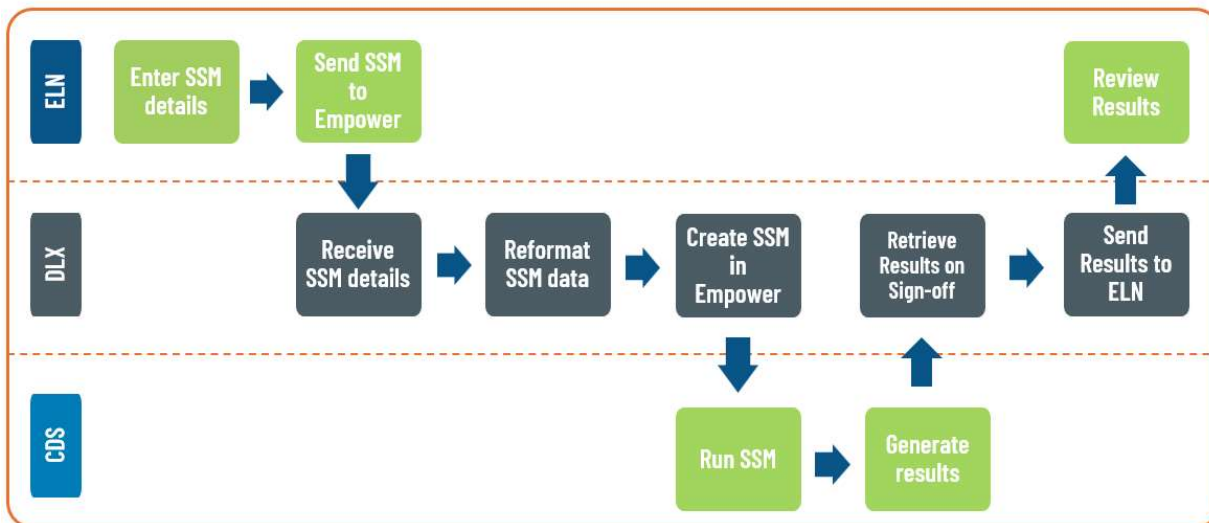 ELN
Enter SSM
details
Send SSM
to
Empower
Review
Results
DLX
Receive
SSM details
Reformat
SSM data
Create SSM
in
Empower
Retrieve
Results on
Sign-off
Send
Results to
ELN
CDS
Run SSM
Generate
results